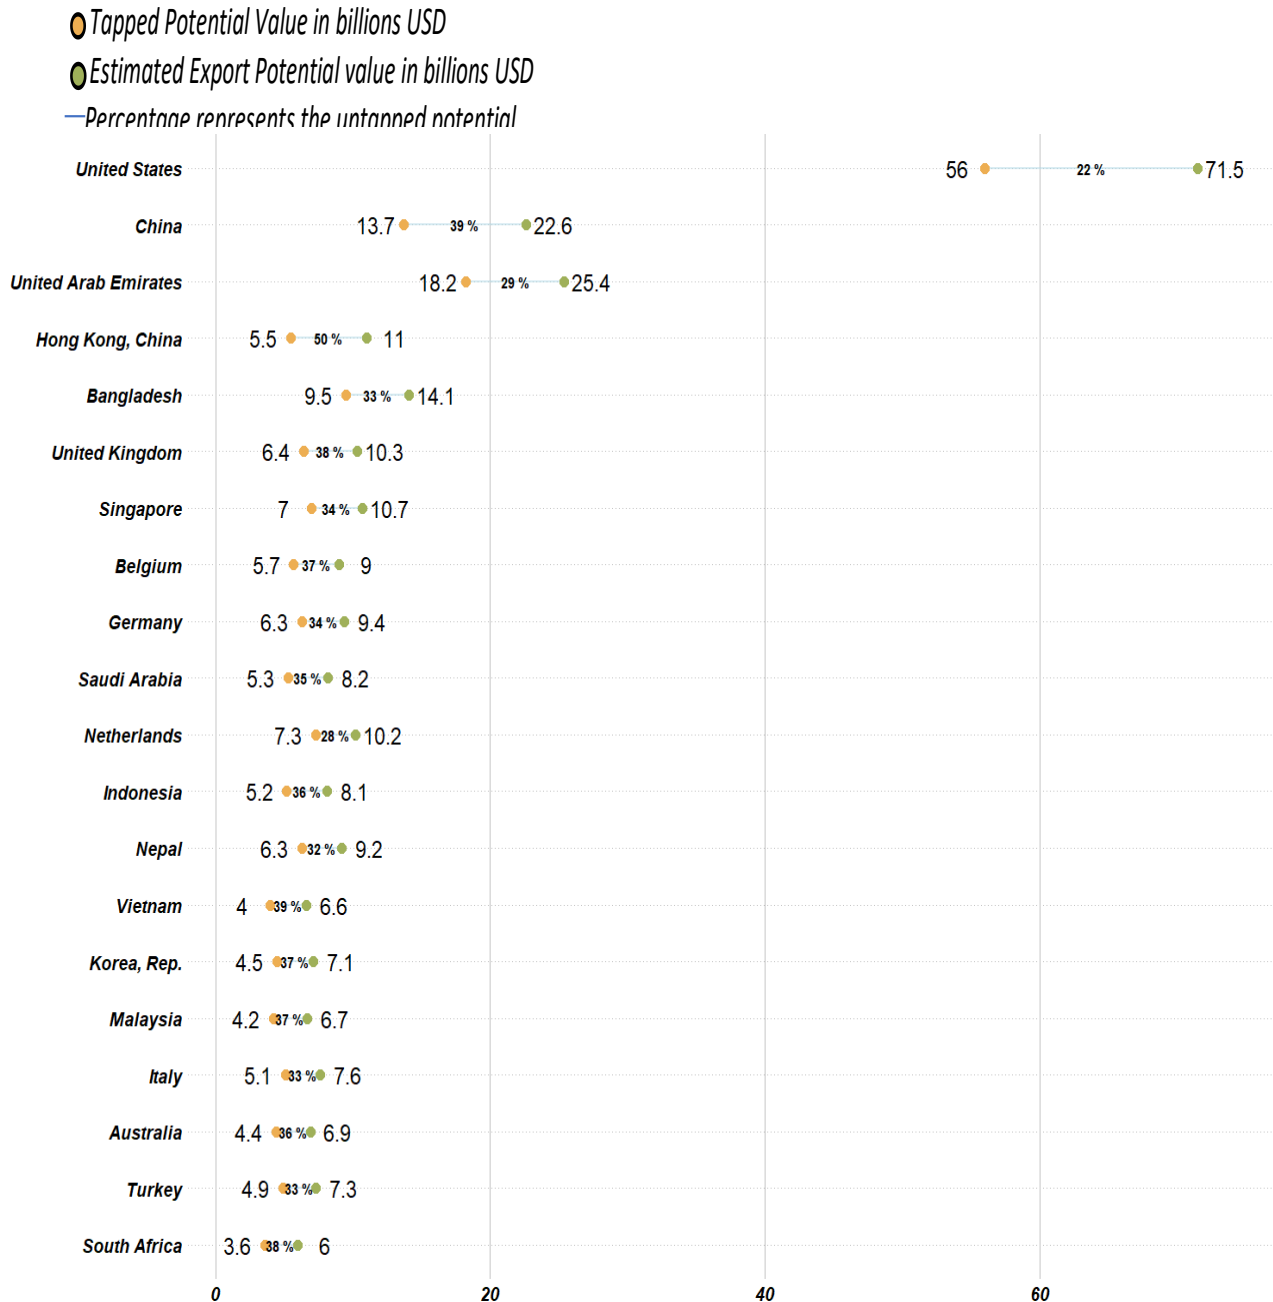 Tapped Potential Value in billions USD
Estimated Export Potential value in billions USD
Percentage represents the untapped potential
United States 56 22 % 71.5
China 13.7 39 % 22.6
United Arab Emirates 18.2 29 % 25.4
Hong Kong, China 5.5 50 % 11
Bangladesh 9.5 33 % 14.1
United Kingdom 6.4 38 % 10.3
Singapore 7 34 % 10.7
Belgium 5.7 37 % 9
Germany 6.3 34 % 9.4
Saudi Arabia 5.3 35 % 8.2
Netherlands 7.3 28 % 10.2
Indonesia 5.2 36 % 8.1
Nepal 6.3 32 % 9.2
Vietnam 4 39 % 6.6
Korea, Rep. 4.5 37 % 7.1
Malaysia 4.2 37 % 6.7
Italy 5.1 33 % 7.6
Australia 4.4 36 % 6.9
Turkey 4.9 33 % 7.3
South Africa 3.6 38 % 6
0 20 40 60